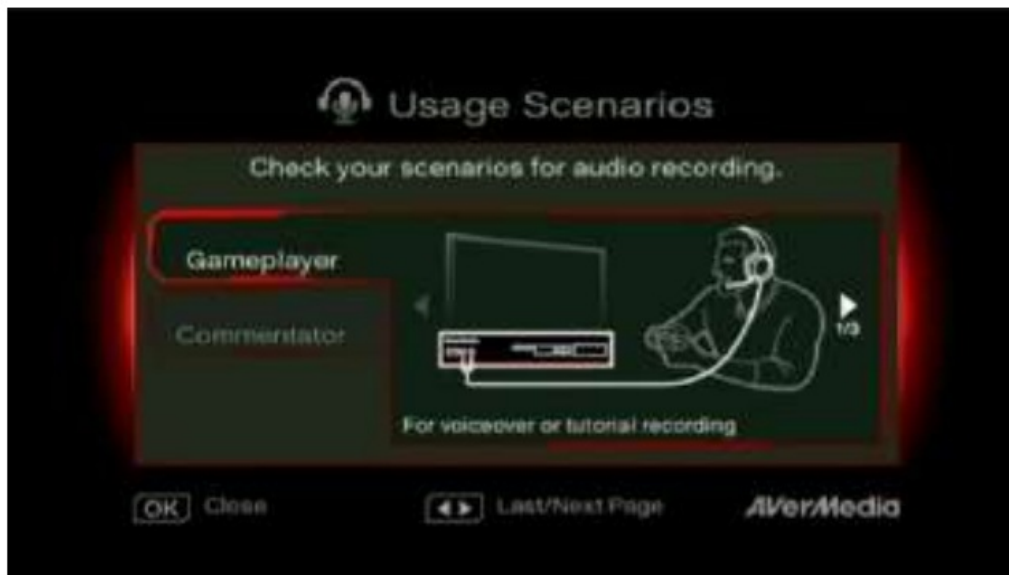 Usage Scenarios
Check your scenarios for audio recording.
Gameplayer
Commentator
1/3
For voiceover or tutorial recording
OK Close
Last/Next Page
AVerMedia